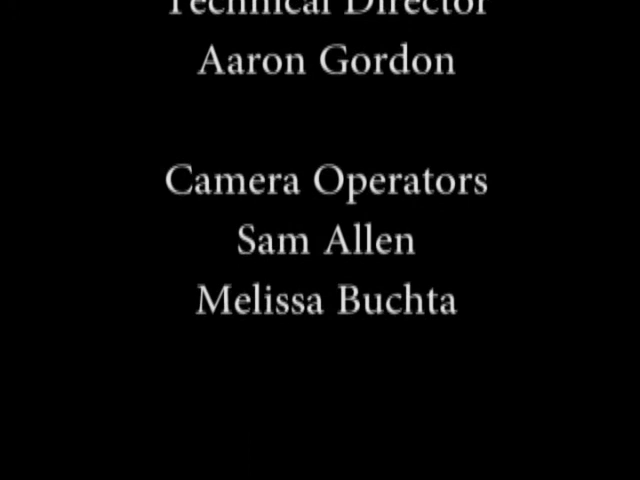 Technical Director
Aaron Gordon
Camera Operators
Sam Allen
Melissa Buchta